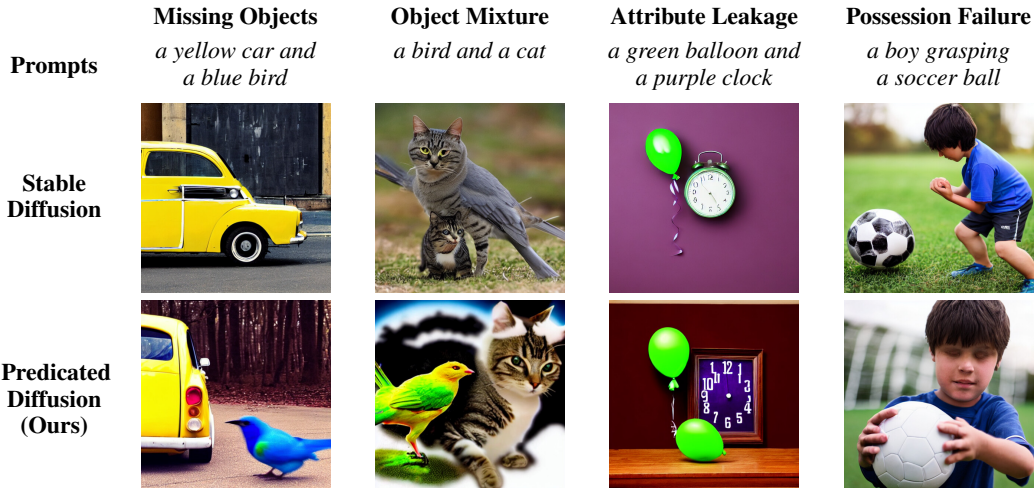 Missing Objects Object Mixture Attribute Leakage Possession Failure
Prompts
a yellow car and
a blue bird
a bird and a cat
a green balloon and
a purple clock
a boy grasping
a soccer ball
Stable
Diffusion
Predicated
Diffusion
(Ours)